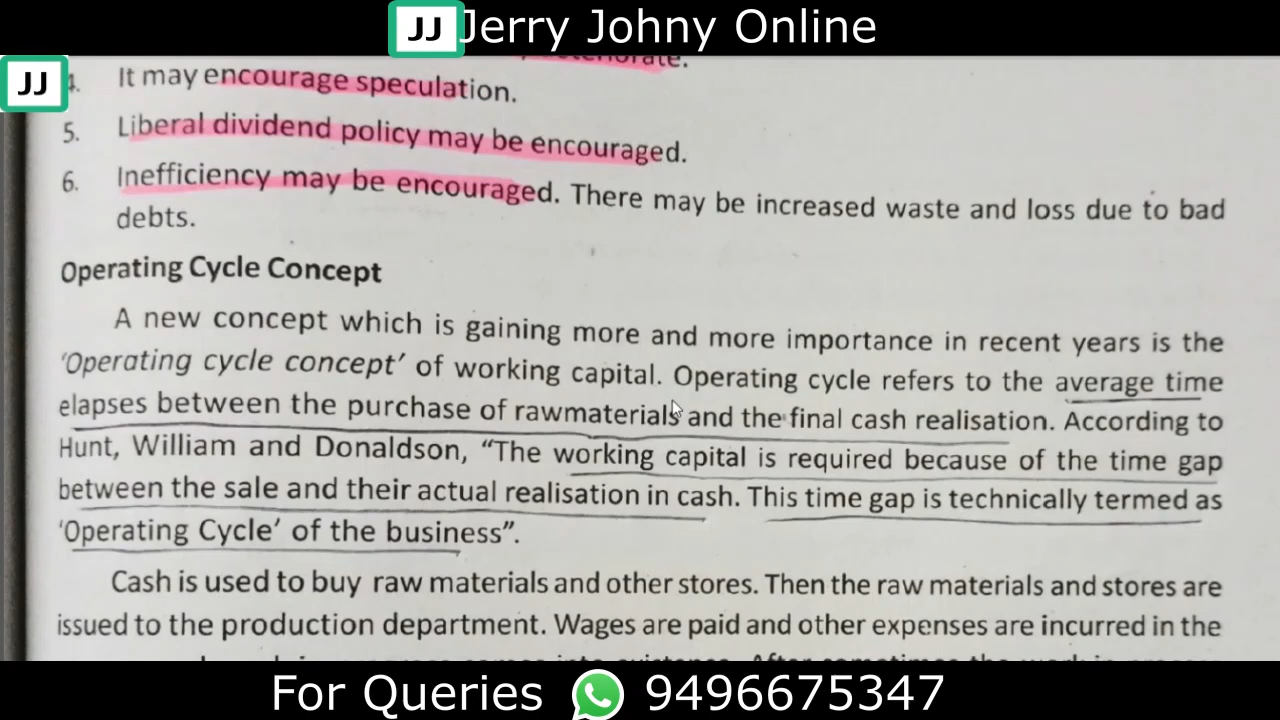 JJ Jerry Johny Online
JJ
4. It may encourage speculation.
5. Liberal dividend policy may be encouraged.
6. Inefficiency may be encouraged. There may be increased waste and loss due to bad
debts.
Operating Cycle Concept
A new concept which is gaining more and more importance in recent years is the
'Operating cycle concept' of working capital. Operating cycle refers to the average time
elapses between the purchase of rawmaterials and the final cash realisation. According to
Hunt, William and Donaldson, "The working capital is required because of the time gap
between the sale and their actual realisation in cash. This time gap is technically termed as
'Operating Cycle' of the business".
Cash is used to buy raw materials and other stores. Then the raw materials and stores are
issued to the production department. Wages are paid and other expenses are incurred in the
For Queries 9496675347